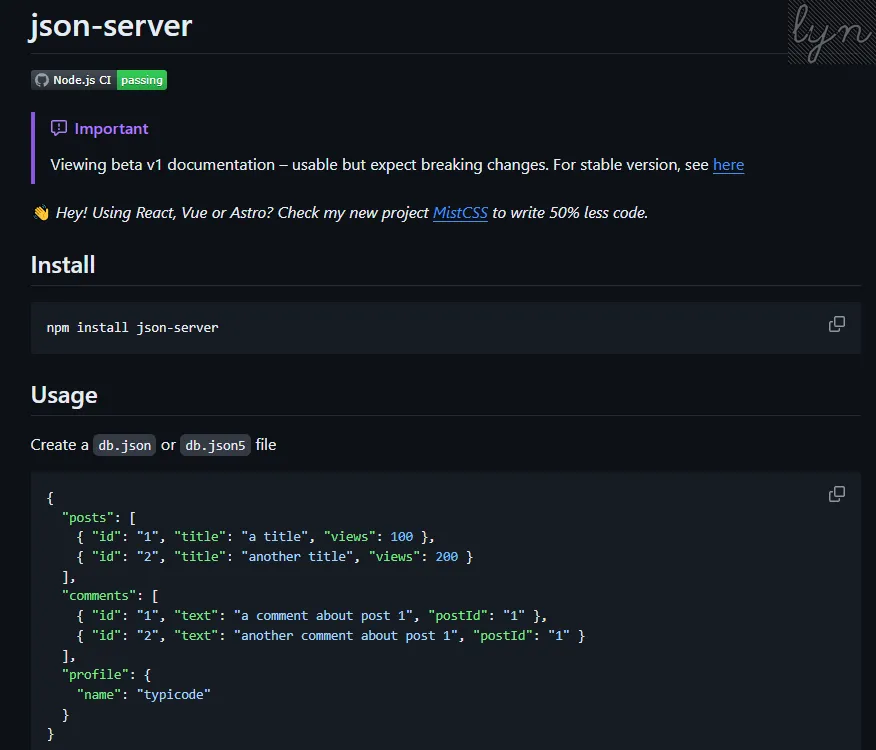 json-server
lyn
Node.js CI passing
Important
Viewing beta v1 documentation – usable but expect breaking changes. For stable version, see here
👋 Hey! Using React, Vue or Astro? Check my new project MistCSS to write 50% less code.
Install
npm install json-server
Usage
Create a db.json or db.json5 file
{
  "posts": [
    { "id": "1", "title": "a title", "views": 100 },
    { "id": "2", "title": "another title", "views": 200 }
  ],
  "comments": [
    { "id": "1", "text": "a comment about post 1", "postId": "1" },
    { "id": "2", "text": "another comment about post 1", "postId": "1" }
  ],
  "profile": {
    "name": "typicode"
  }
}